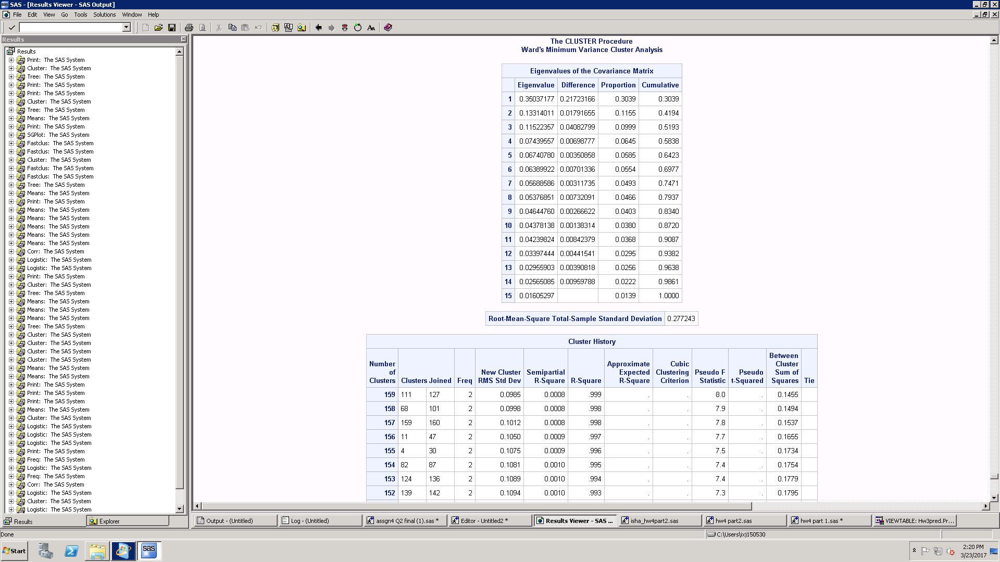 SAS - [Results Viewer - SAS Output]
File Edit View Go Tools Solutions Window Help
Results
Results
Print: The SAS System
Cluster: The SAS System
Tree: The SAS System
Print: The SAS System
Print: The SAS System
Cluster: The SAS System
Tree: The SAS System
Means: The SAS System
Print: The SAS System
SGPlot: The SAS System
Fastclus: The SAS System
Fastclus: The SAS System
Cluster: The SAS System
Fastclus: The SAS System
Fastclus: The SAS System
Tree: The SAS System
Means: The SAS System
Print: The SAS System
Means: The SAS System
Means: The SAS System
Means: The SAS System
Means: The SAS System
Means: The SAS System
Corr: The SAS System
Logistic: The SAS System
Logistic: The SAS System
Print: The SAS System
Cluster: The SAS System
Tree: The SAS System
Means: The SAS System
Means: The SAS System
Means: The SAS System
Tree: The SAS System
Cluster: The SAS System
Cluster: The SAS System
Cluster: The SAS System
Cluster: The SAS System
Means: The SAS System
Means: The SAS System
Print: The SAS System
Print: The SAS System
Print: The SAS System
Means: The SAS System
Cluster: The SAS System
Logistic: The SAS System
Logistic: The SAS System
Logistic: The SAS System
Print: The SAS System
Freq: The SAS System
Logistic: The SAS System
Freq: The SAS System
Corr: The SAS System
Logistic: The SAS System
Cluster: The SAS System
Logistic: The SAS System
Results Explorer
The CLUSTER Procedure
Ward's Minimum Variance Cluster Analysis
Eigenvalues of the Covariance Matrix
Eigenvalue Difference Proportion Cumulative
1 0.35037177 0.21723166 0.3039 0.3039
2 0.13314011 0.01791655 0.1155 0.4194
3 0.11522357 0.04082799 0.0999 0.5193
4 0.07439557 0.00698777 0.0645 0.5838
5 0.06740780 0.00350858 0.0585 0.6423
6 0.06389922 0.00701336 0.0554 0.6977
7 0.05688586 0.00311735 0.0493 0.7471
8 0.05376851 0.00732091 0.0466 0.7937
9 0.04644760 0.00266622 0.0403 0.8340
10 0.04378138 0.00138314 0.0380 0.8720
11 0.04239824 0.00842379 0.0368 0.9087
12 0.03397444 0.00441541 0.0295 0.9382
13 0.02955903 0.00390818 0.0256 0.9638
14 0.02565085 0.00959788 0.0222 0.9861
15 0.01605297 0.0139 1.0000
Root-Mean-Square Total-Sample Standard Deviation 0.277243
Cluster History
Number of Clusters Clusters Joined Freq New Cluster RMS Std Dev Semipartial R-Square R-Square Approximate Expected R-Square Cubic Clustering Criterion Pseudo F Statistic Pseudo t-Squared Between Cluster Sum of Squares Tie
159 111 127 2 0.0985 0.0008 .999 . . 8.0 . 0.1455
158 68 101 2 0.0998 0.0008 .998 . . 7.9 . 0.1494
157 159 160 2 0.1012 0.0008 .998 . . 7.8 . 0.1537
156 11 47 2 0.1050 0.0009 .997 . . 7.7 . 0.1655
155 4 30 2 0.1075 0.0009 .996 . . 7.5 . 0.1734
154 82 87 2 0.1081 0.0010 .995 . . 7.4 . 0.1754
153 124 136 2 0.1089 0.0010 .994 . . 7.4 . 0.1779
152 139 142 2 0.1094 0.0010 .993 . . 7.3 . 0.1795
Output - (Untitled) Log - (Untitled) assgn4 Q2 final (1).sas * Editor - Untitled2 * Results Viewer - SAS ... isha_hw4part2.sas hw4 part2.sas hw4 part 1.sas * VIEWTABLE: Hw3pred.Pr...
Done C:\Users\ixj150530
Start sas 2:20 PM
3/23/2017